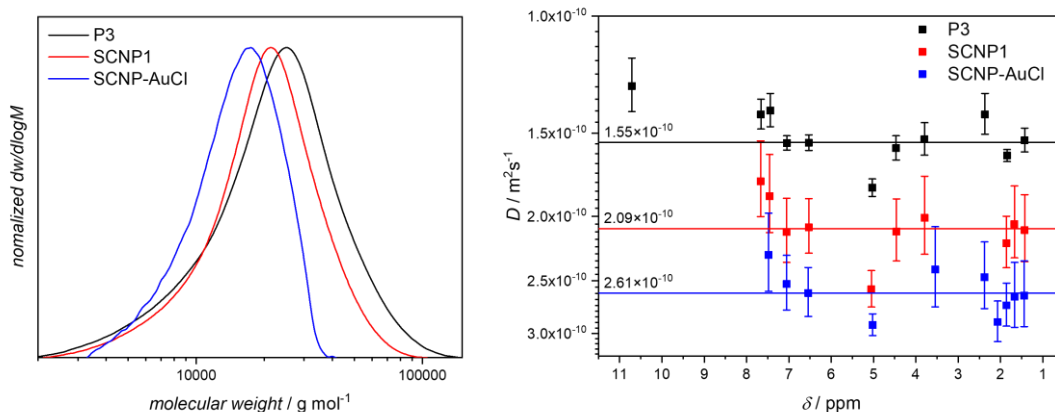 P3
SCNP1
SCNP-AuCl
normalized dw/dlogM
10000
100000
molecular weight / g mol⁻¹
P3
SCNP1
SCNP-AuCl
1.0×10⁻¹⁰
1.5×10⁻¹⁰
2.0×10⁻¹⁰
2.5×10⁻¹⁰
3.0×10⁻¹⁰
D / m²s⁻¹
1.55×10⁻¹⁰
2.09×10⁻¹⁰
2.61×10⁻¹⁰
11 10 9 8 7 6 5 4 3 2 1
δ / ppm